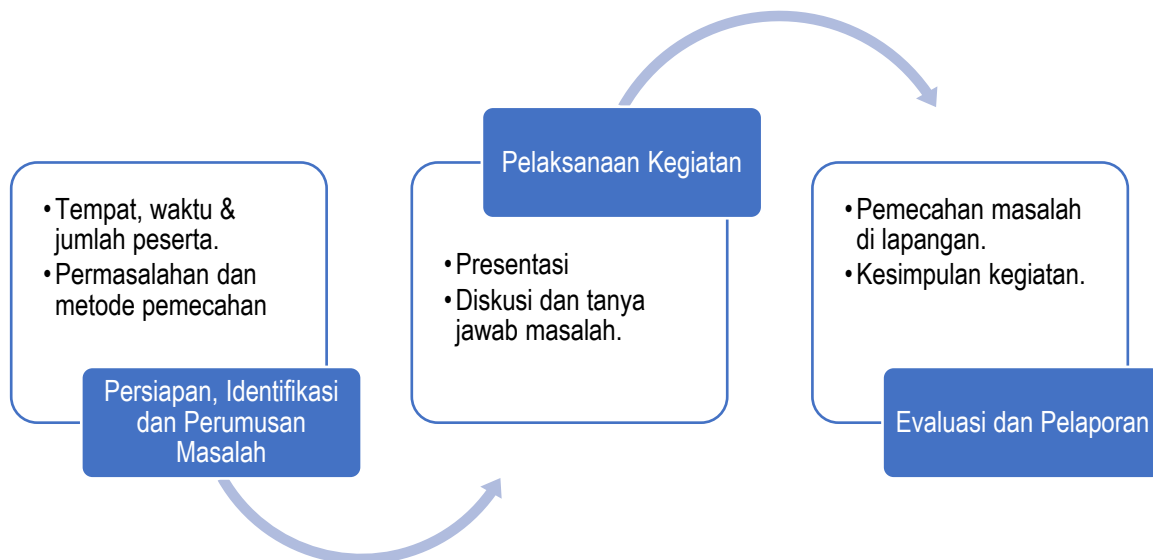 • Tempat, waktu &
jumlah peserta.
• Permasalahan dan
metode pemecahan
Persiapan, Identifikasi
dan Perumusan
Masalah
Pelaksanaan Kegiatan
• Presentasi
• Diskusi dan tanya
jawab masalah.
• Pemecahan masalah
di lapangan.
• Kesimpulan kegiatan.
Evaluasi dan Pelaporan